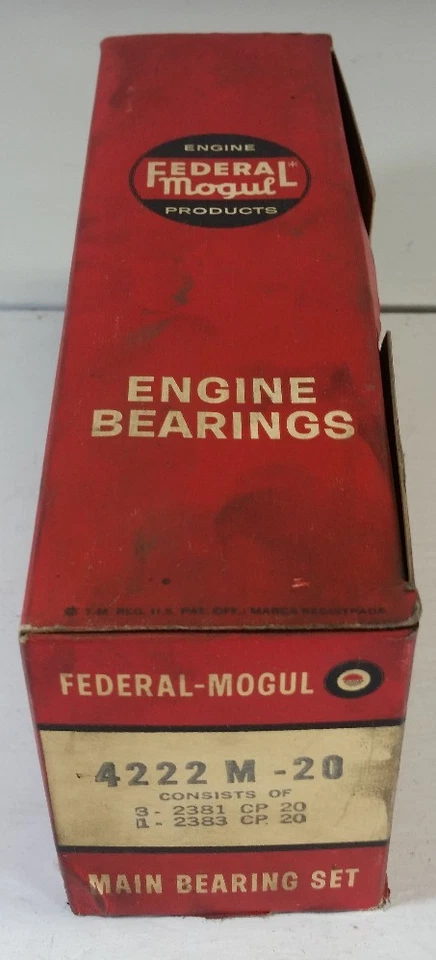 ENGINE
FEDERAL*
Mogul
PRODUCTS
ENGINE
BEARINGS
* T.M. REG. U.S. PAT. OFF., MARCA REGISTRADA
FEDERAL-MOGUL
4222 M -20
CONSISTS OF
3- 2381 CP 20
1- 2383 CP 20
MAIN BEARING SET